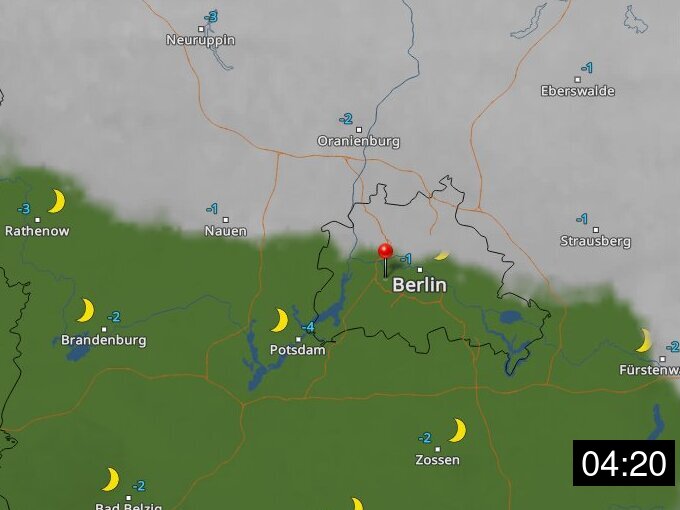 -3
Neuruppin
-1
Eberswalde
-2
Oranienburg
-3
Rathenow
-1
Nauen
-1
Strausberg
-1
Berlin
-2
Brandenburg
-4
Potsdam
-2
Fürstenwa
-2
Zossen
04:20
-2
Bad Belzig